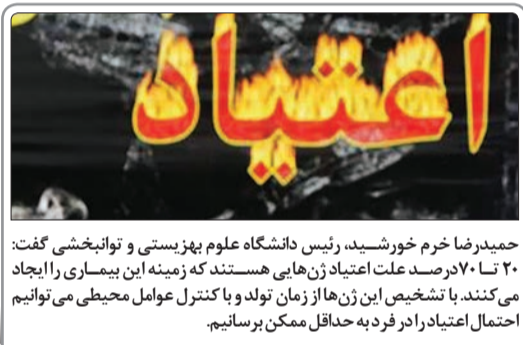 اعتیاد
حمیدرضا خرم خورشید، رئیس دانشگاه علوم بهزیستی و توانبخشی گفت:
۲۰ تا ۷۰درصد علت اعتیاد ژن‌هایی هستند که زمینه این بیماری را ایجاد
می‌کنند. با تشخیص این ژن‌ها از زمان تولد و با کنترل عوامل محیطی می‌توانیم
احتمال اعتیاد را در فرد به حداقل ممکن برسانیم.